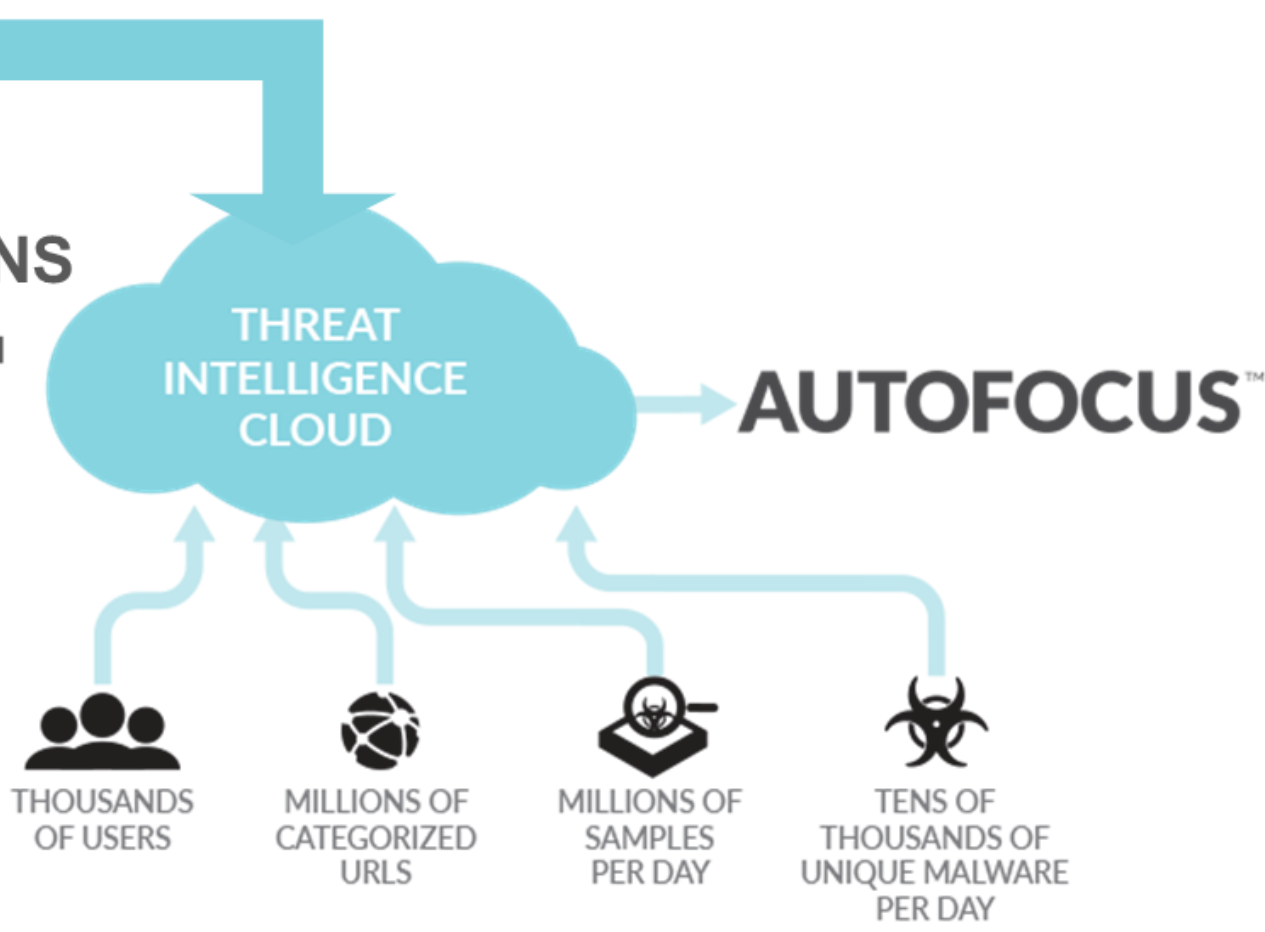 NS
THREAT
INTELLIGENCE
CLOUD
AUTOFOCUS™
THOUSANDS
OF USERS
MILLIONS OF
CATEGORIZED
URLS
MILLIONS OF
SAMPLES
PER DAY
TENS OF
THOUSANDS OF
UNIQUE MALWARE
PER DAY